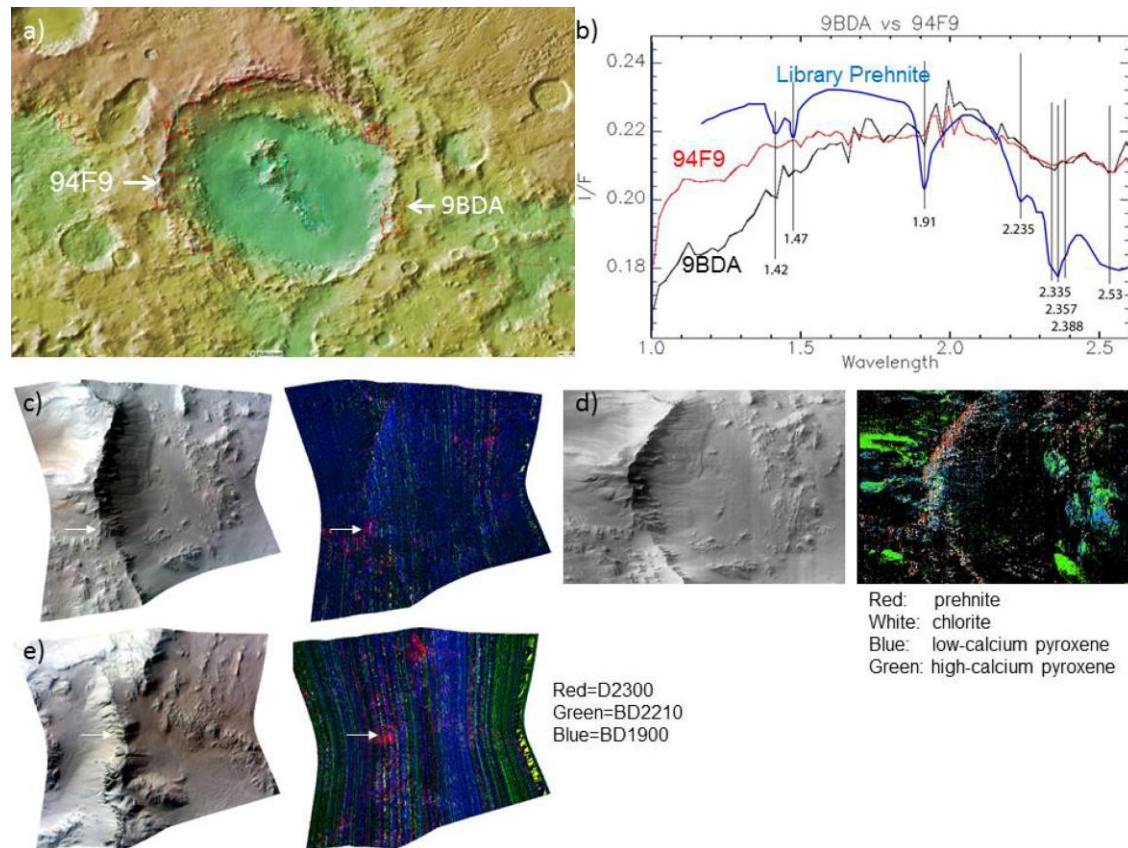 a)
94F9
9BDA
b)
9BDA vs 94F9
0.24
0.22
0.20
0.18
I/F
Library Prehnite
94F9
9BDA
1.42
1.47
1.91
2.235
2.335
2.357
2.388
2.53
1.0
1.5
2.0
2.5
Wavelength
c)
d)
Red: prehnite
White: chlorite
Blue: low-calcium pyroxene
Green: high-calcium pyroxene
e)
Red=D2300
Green=BD2210
Blue=BD1900